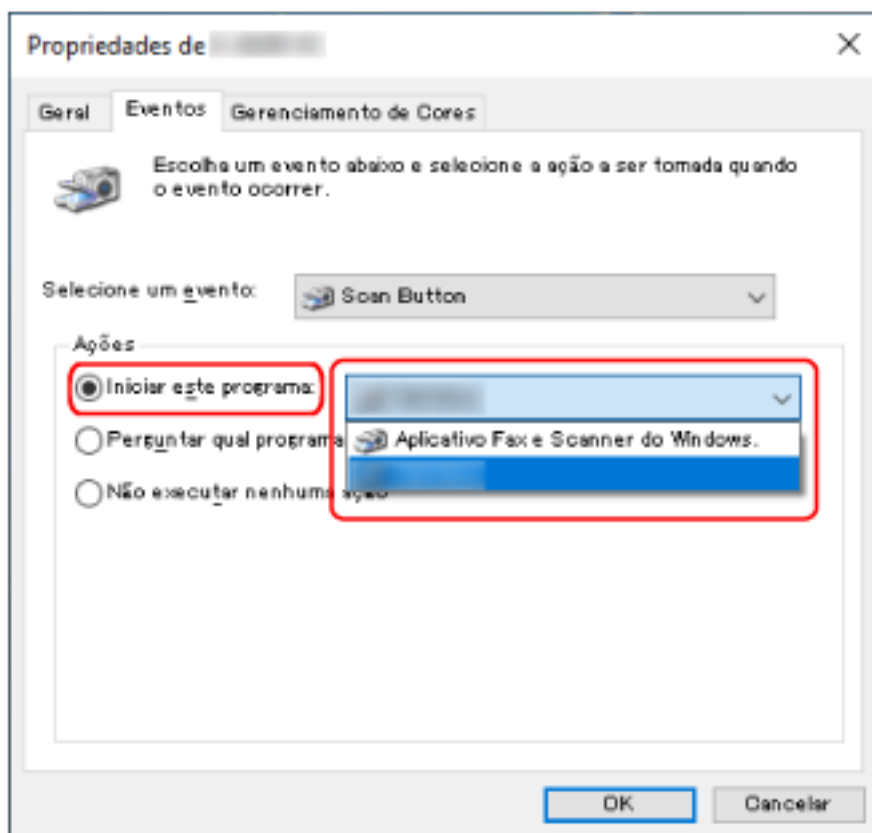 Propriedades de
Geral
Eventos
Gerenciamento de Cores
Escolha um evento abaixo e selecione a ação a ser tomada quando
o evento ocorrer.
Selecione um evento:
Scan Button
Ações
Iniciar este programa:
Perguntar qual programa
Aplicativo Fax e Scanner do Windows.
Não executar nenhuma ação
OK
Cancelar